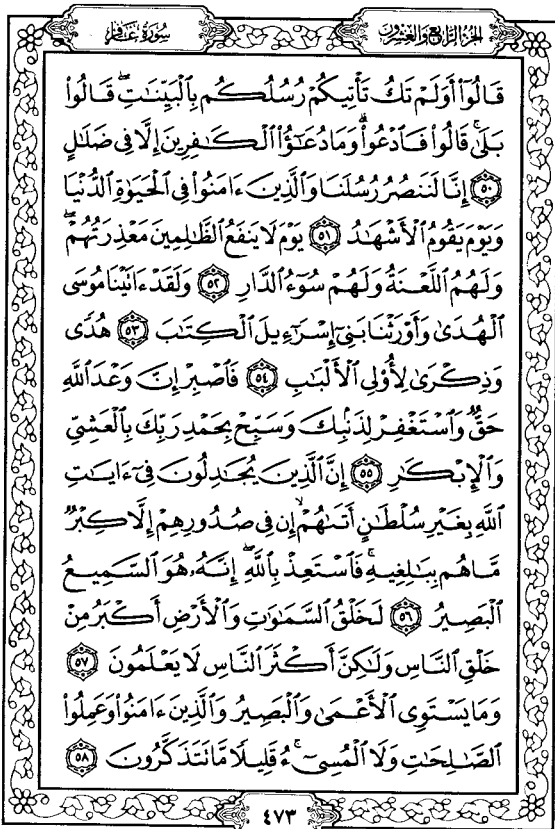 الجزء الرابع والعشرون
سورة غافر
قَالُوٓا۟ أَوَلَمْ تَكُ تَأْتِيكُمْ رُسُلُكُم بِٱلْبَيِّنَٰتِ ۖ قَالُوا۟
بَلَىٰ ۚ قَالُوا۟ فَٱدْعُوا۟ ۗ وَمَا دُعَٰٓؤُا۟ ٱلْكَٰفِرِينَ إِلَّا فِى ضَلَٰلٍ
٥٠ إِنَّا لَنَنصُرُ رُسُلَنَا وَٱلَّذِينَ ءَامَنُوا۟ فِى ٱلْحَيَوٰةِ ٱلدُّنْيَا
وَيَوْمَ يَقُومُ ٱلْأَشْهَٰدُ ٥١ يَوْمَ لَا يَنفَعُ ٱلظَّٰلِمِينَ مَعْذِرَتُهُمْ ۖ
وَلَهُمُ ٱللَّعْنَةُ وَلَهُمْ سُوٓءُ ٱلدَّارِ ٥٢ وَلَقَدْ ءَاتَيْنَا مُوسَى
ٱلْهُدَىٰ وَأَوْرَثْنَا بَنِىٓ إِسْرَٰٓءِيلَ ٱلْكِتَٰبَ ٥٣ هُدًى
وَذِكْرَىٰ لِأُو۟لِى ٱلْأَلْبَٰبِ ٥٤ فَٱصْبِرْ إِنَّ وَعْدَ ٱللَّهِ
حَقٌّ وَٱسْتَغْفِرْ لِذَنۢبِكَ وَسَبِّحْ بِحَمْدِ رَبِّكَ بِٱلْعَشِىِّ
وَٱلْإِبْكَٰرِ ٥٥ إِنَّ ٱلَّذِينَ يُجَٰدِلُونَ فِىٓ ءَايَٰتِ
ٱللَّهِ بِغَيْرِ سُلْطَٰنٍ أَتَىٰهُمْ ۙ إِن فِى صُدُورِهِمْ إِلَّا كِبْرٌ
مَّا هُم بِبَٰلِغِيهِ ۚ فَٱسْتَعِذْ بِٱللَّهِ ۖ إِنَّهُۥ هُوَ ٱلسَّمِيعُ
ٱلْبَصِيرُ ٥٦ لَخَلْقُ ٱلسَّمَٰوَٰتِ وَٱلْأَرْضِ أَكْبَرُ مِنْ
خَلْقِ ٱلنَّاسِ وَلَٰكِنَّ أَكْثَرَ ٱلنَّاسِ لَا يَعْلَمُونَ ٥٧
وَمَا يَسْتَوِى ٱلْأَعْمَىٰ وَٱلْبَصِيرُ وَٱلَّذِينَ ءَامَنُوا۟ وَعَمِلُوا۟
ٱلصَّٰلِحَٰتِ وَلَا ٱلْمُسِىٓءُ ۚ قَلِيلًا مَّا تَتَذَكَّرُونَ ٥٨
٤٧٣